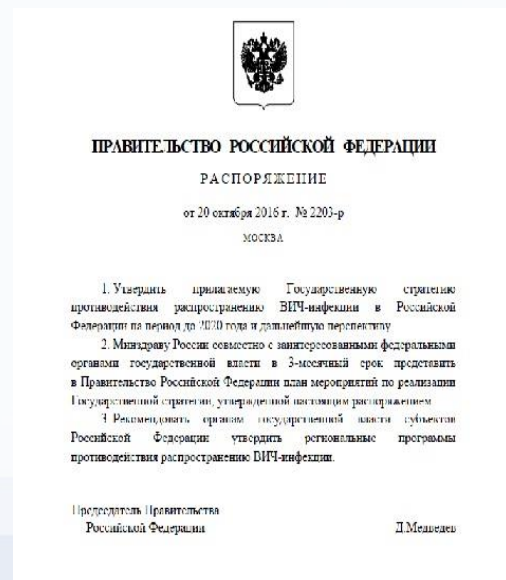 ПРАВИТЕЛЬСТВО РОССИЙСКОЙ ФЕДЕРАЦИИ
РАСПОРЯЖЕНИЕ
от 20 октября 2016 г. № 2203-р
МОСКВА
1. Утвердить прилагаемую Государственную стратегию
противодействия распространению ВИЧ-инфекции в Российской
Федерации на период до 2020 года и дальнейшую перспективу.
2. Минздраву России совместно с заинтересованными федеральными
органами государственной власти в 3-месячный срок представить
в Правительство Российской Федерации план мероприятий по реализации
Государственной стратегии, утвержденной настоящим распоряжением.
3. Рекомендовать органам государственной власти субъектов
Российской Федерации утвердить региональные программы
противодействия распространению ВИЧ-инфекции.
Председатель Правительства
Российской Федерации
Д.Медведев